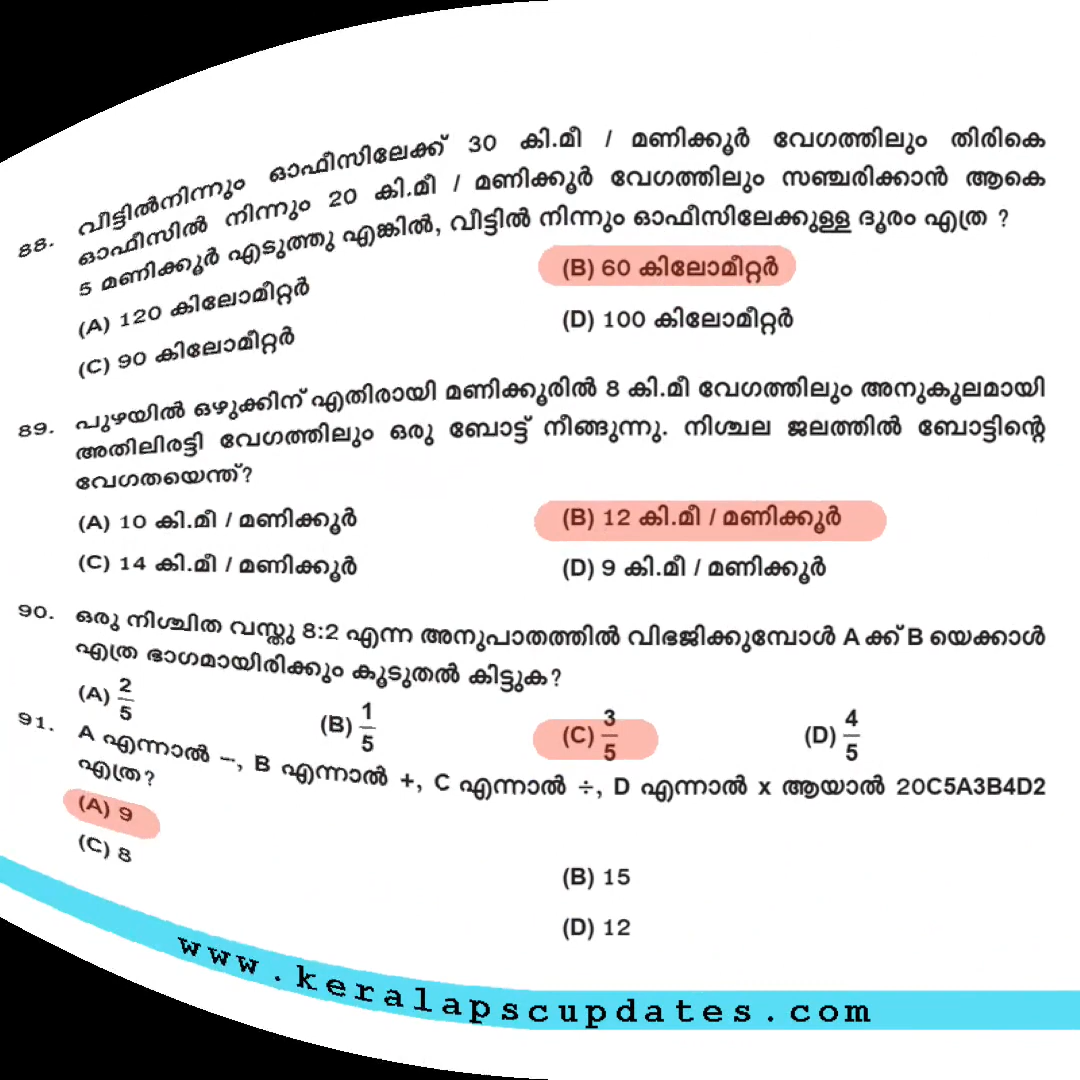 88. വീട്ടിൽനിന്നും ഓഫീസിലേക്ക് 30 കി.മീ / മണിക്കൂർ വേഗത്തിലും തിരികെ
ഓഫീസിൽ നിന്നും 20 കി.മീ / മണിക്കൂർ വേഗത്തിലും സഞ്ചരിക്കാൻ ആകെ
5 മണിക്കൂർ എടുത്തു എങ്കിൽ, വീട്ടിൽ നിന്നും ഓഫീസിലേക്കുള്ള ദൂരം എത്ര ?
(A) 120 കിലോമീറ്റർ (B) 60 കിലോമീറ്റർ
(C) 90 കിലോമീറ്റർ (D) 100 കിലോമീറ്റർ
89. പുഴയിൽ ഒഴുക്കിന് എതിരായി മണിക്കൂറിൽ 8 കി.മീ വേഗത്തിലും അനുകൂലമായി
അതിലിരട്ടി വേഗത്തിലും ഒരു ബോട്ട് നീങ്ങുന്നു. നിശ്ചല ജലത്തിൽ ബോട്ടിന്റെ
വേഗതയെന്ത്?
(A) 10 കി.മീ / മണിക്കൂർ (B) 12 കി.മീ / മണിക്കൂർ
(C) 14 കി.മീ / മണിക്കൂർ (D) 9 കി.മീ / മണിക്കൂർ
90. ഒരു നിശ്ചിത വസ്തു 8:2 എന്ന അനുപാതത്തിൽ വിഭജിക്കുമ്പോൾ A ക്ക് B യെക്കാൾ
എത്ര ഭാഗമായിരിക്കും കൂടുതൽ കിട്ടുക?
(A) 2/5 (B) 1/5 (C) 3/5 (D) 4/5
91. A എന്നാൽ −, B എന്നാൽ +, C എന്നാൽ ÷, D എന്നാൽ x ആയാൽ 20C5A3B4D2
എത്ര?
(A) 9 (B) 15
(C) 8 (D) 12
www.keralapscupdates.com